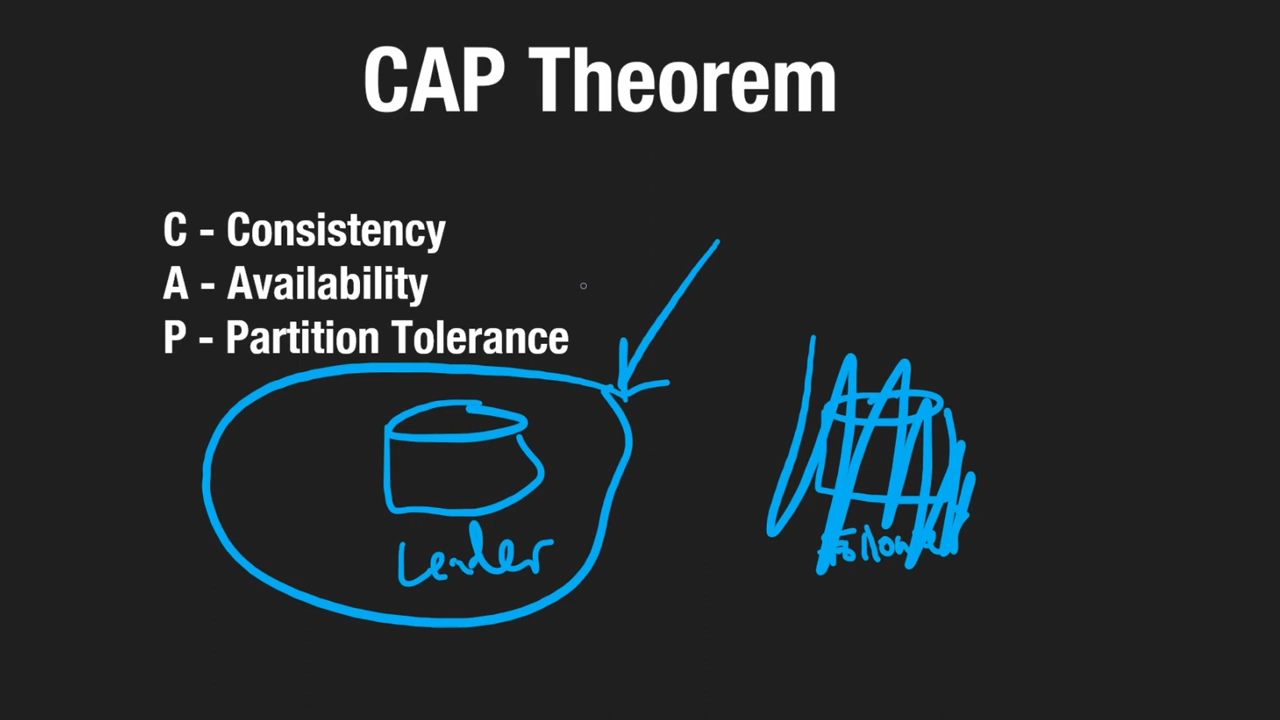 CAP Theorem
C - Consistency
A - Availability
P - Partition Tolerance
Leader